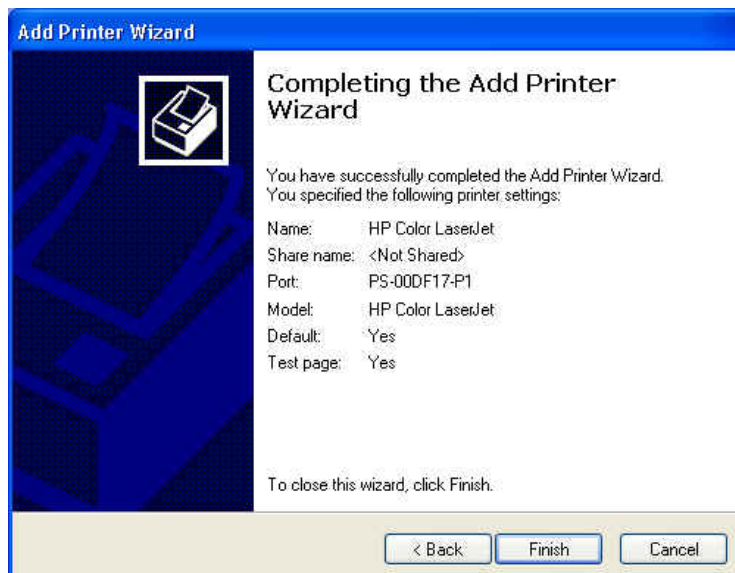 Add Printer Wizard
Completing the Add Printer
Wizard
You have successfully completed the Add Printer Wizard.
You specified the following printer settings:
Name: HP Color LaserJet
Share name: <Not Shared>
Port: PS-00DF17-P1
Model: HP Color LaserJet
Default: Yes
Test page: Yes
To close this wizard, click Finish.
< Back Finish Cancel